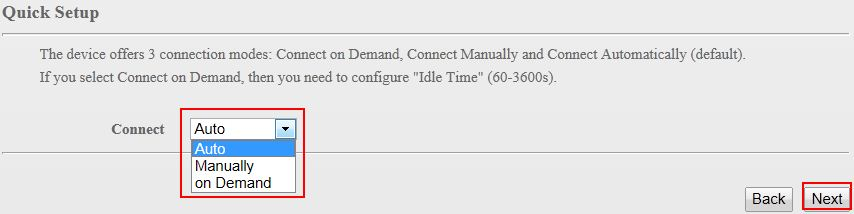 Quick Setup
The device offers 3 connection modes: Connect on Demand, Connect Manually and Connect Automatically (default).
If you select Connect on Demand, then you need to configure "Idle Time" (60-3600s).
Connect Auto
Auto
Manually
on Demand
Back Next